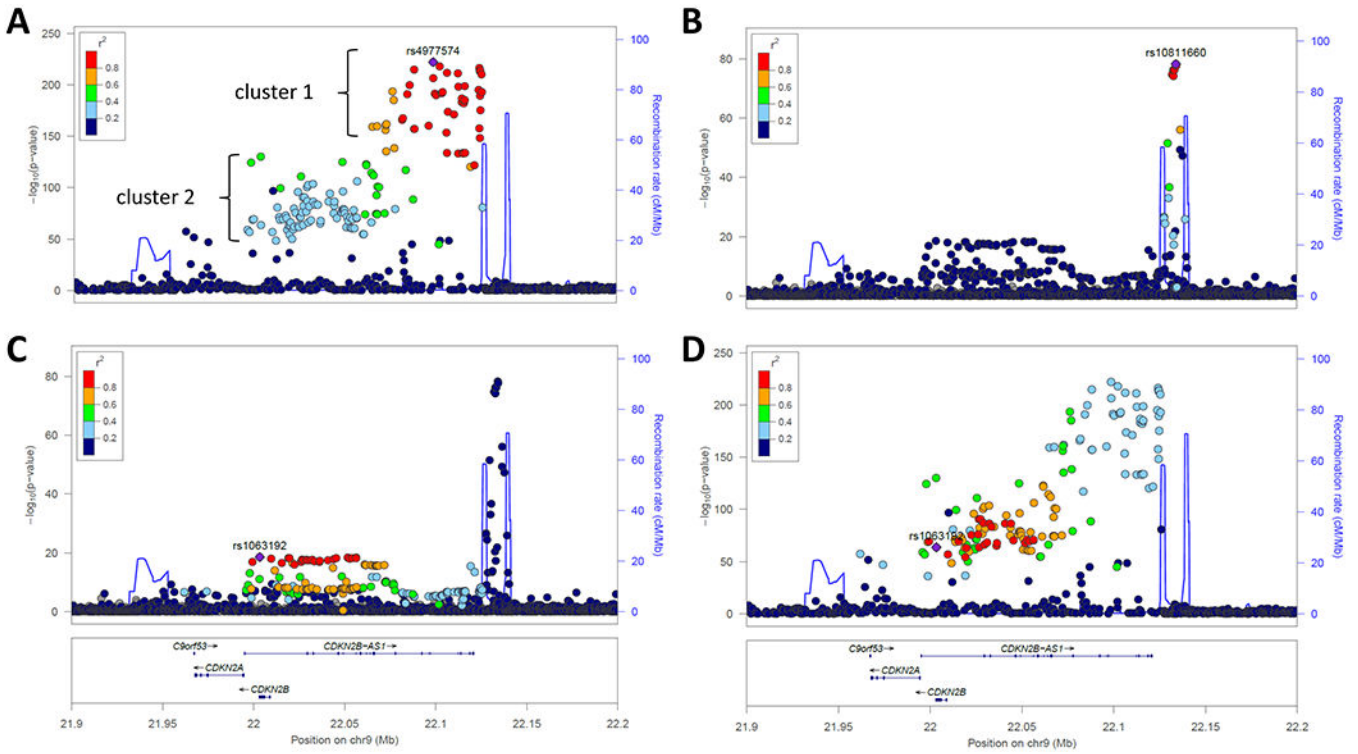 A
rs4977574
r²
0.8
0.6
0.4
0.2
cluster 1
cluster 2
−log10(p−value)
0
50
100
150
200
250
Recombination rate (cM/Mb)
0
20
40
60
80
100
B
rs10811660
r²
0.8
0.6
0.4
0.2
−log10(p−value)
0
20
40
60
80
Recombination rate (cM/Mb)
0
20
40
60
80
100
C
rs1063192
r²
0.8
0.6
0.4
0.2
−log10(p−value)
0
20
40
60
80
Recombination rate (cM/Mb)
0
20
40
60
80
100
C9orf53→
CDKN2B−AS1→
←CDKN2A
←CDKN2B
21.9
21.95
22
22.05
22.1
22.15
22.2
Position on chr9 (Mb)
D
rs1063192
r²
0.8
0.6
0.4
0.2
−log10(p−value)
0
50
100
150
200
250
Recombination rate (cM/Mb)
0
20
40
60
80
100
C9orf53→
CDKN2B−AS1→
←CDKN2A
←CDKN2B
21.9
21.95
22
22.05
22.1
22.15
22.2
Position on chr9 (Mb)